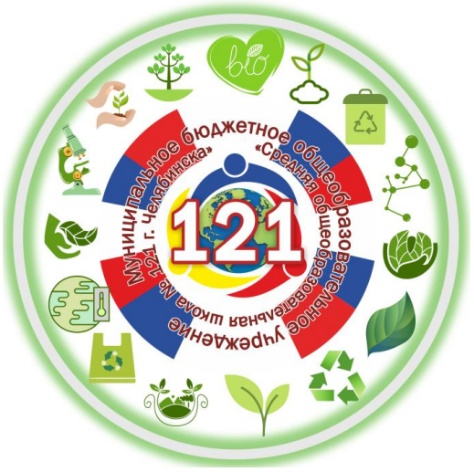 bio
Муниципальное бюджетное общеобразовательное учреждение
«Средняя общеобразовательная школа № 121 г. Челябинска»
121